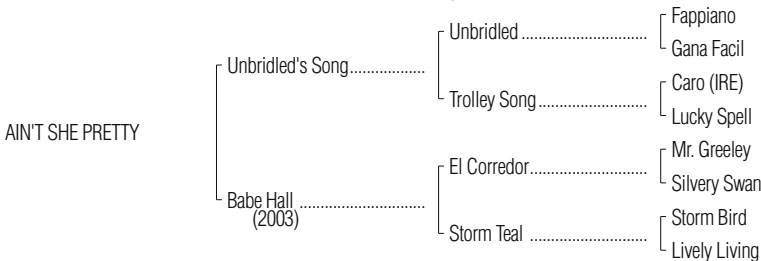 Fappiano
Unbridled ..............................
Gana Facil
Unbridled's Song..................
Caro (IRE)
Trolley Song..........................
Lucky Spell
AIN'T SHE PRETTY
Mr. Greeley
El Corredor............................
Silvery Swan
Babe Hall ..............................
(2003)
Storm Bird
Storm Teal ............................
Lively Living